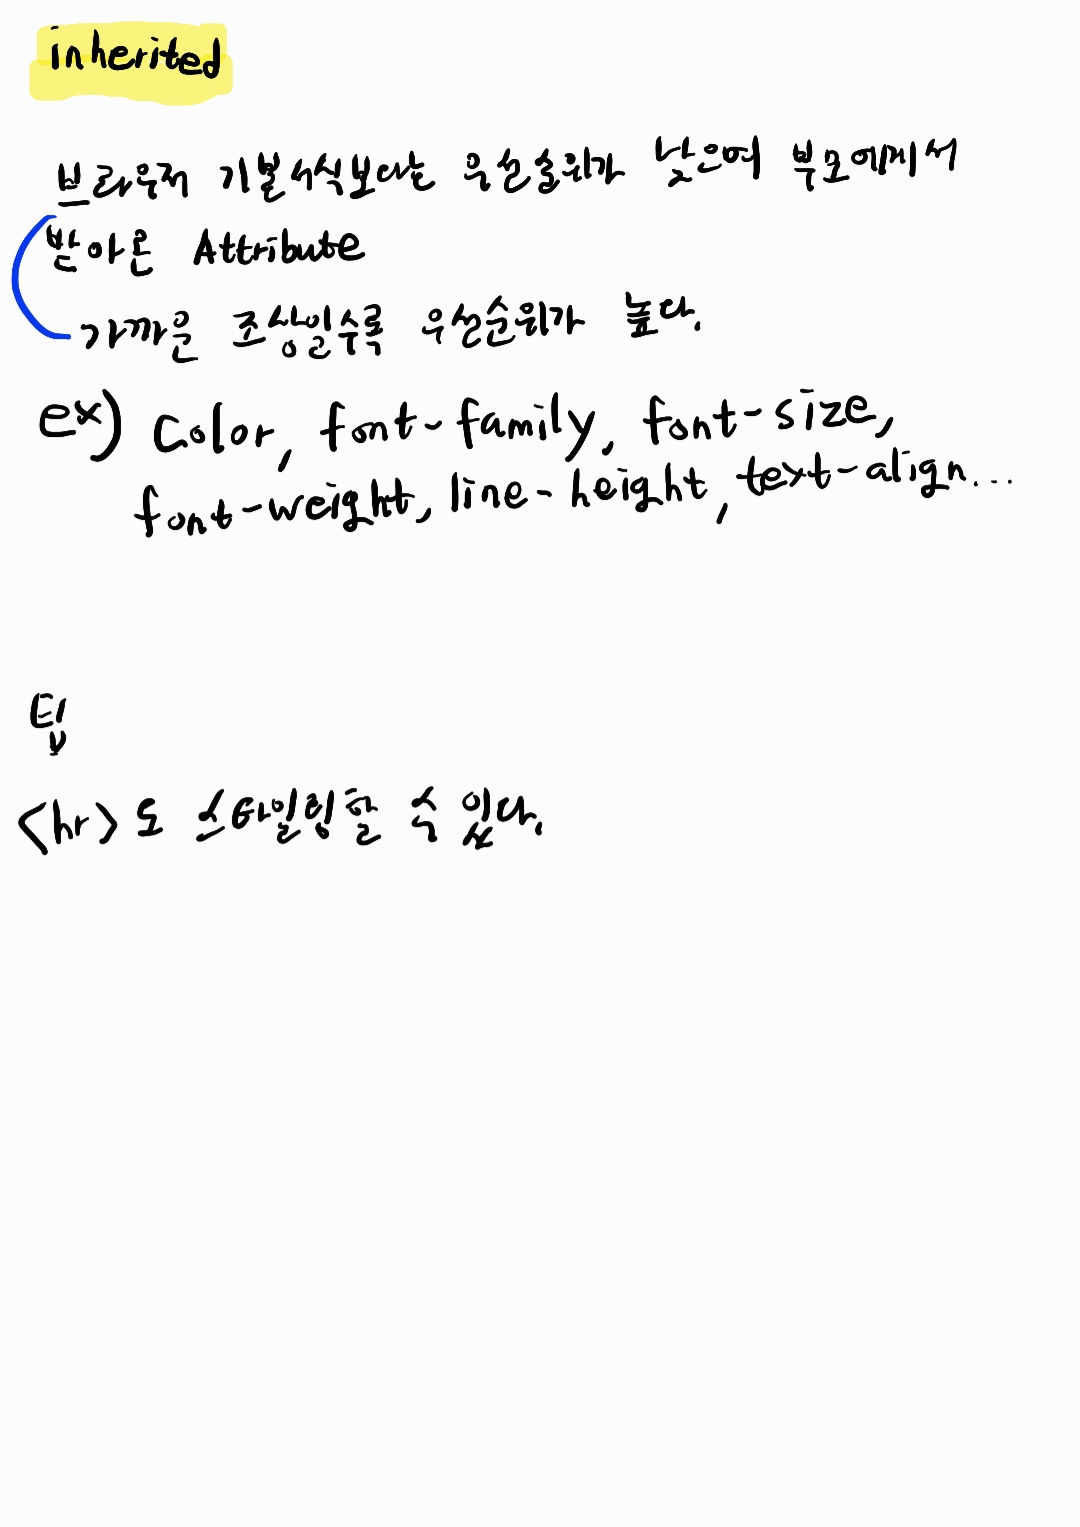 inherited
브라우저 기본서식보다는 우선순위가 낮으며 부모에서
받아온 Attribute
가까운 조상일수록 우선순위가 높다.
ex) Color, font-family, font-size,
font-weight, line-height, text-align...
팁
<hr>도 스타일링할 수 있다.